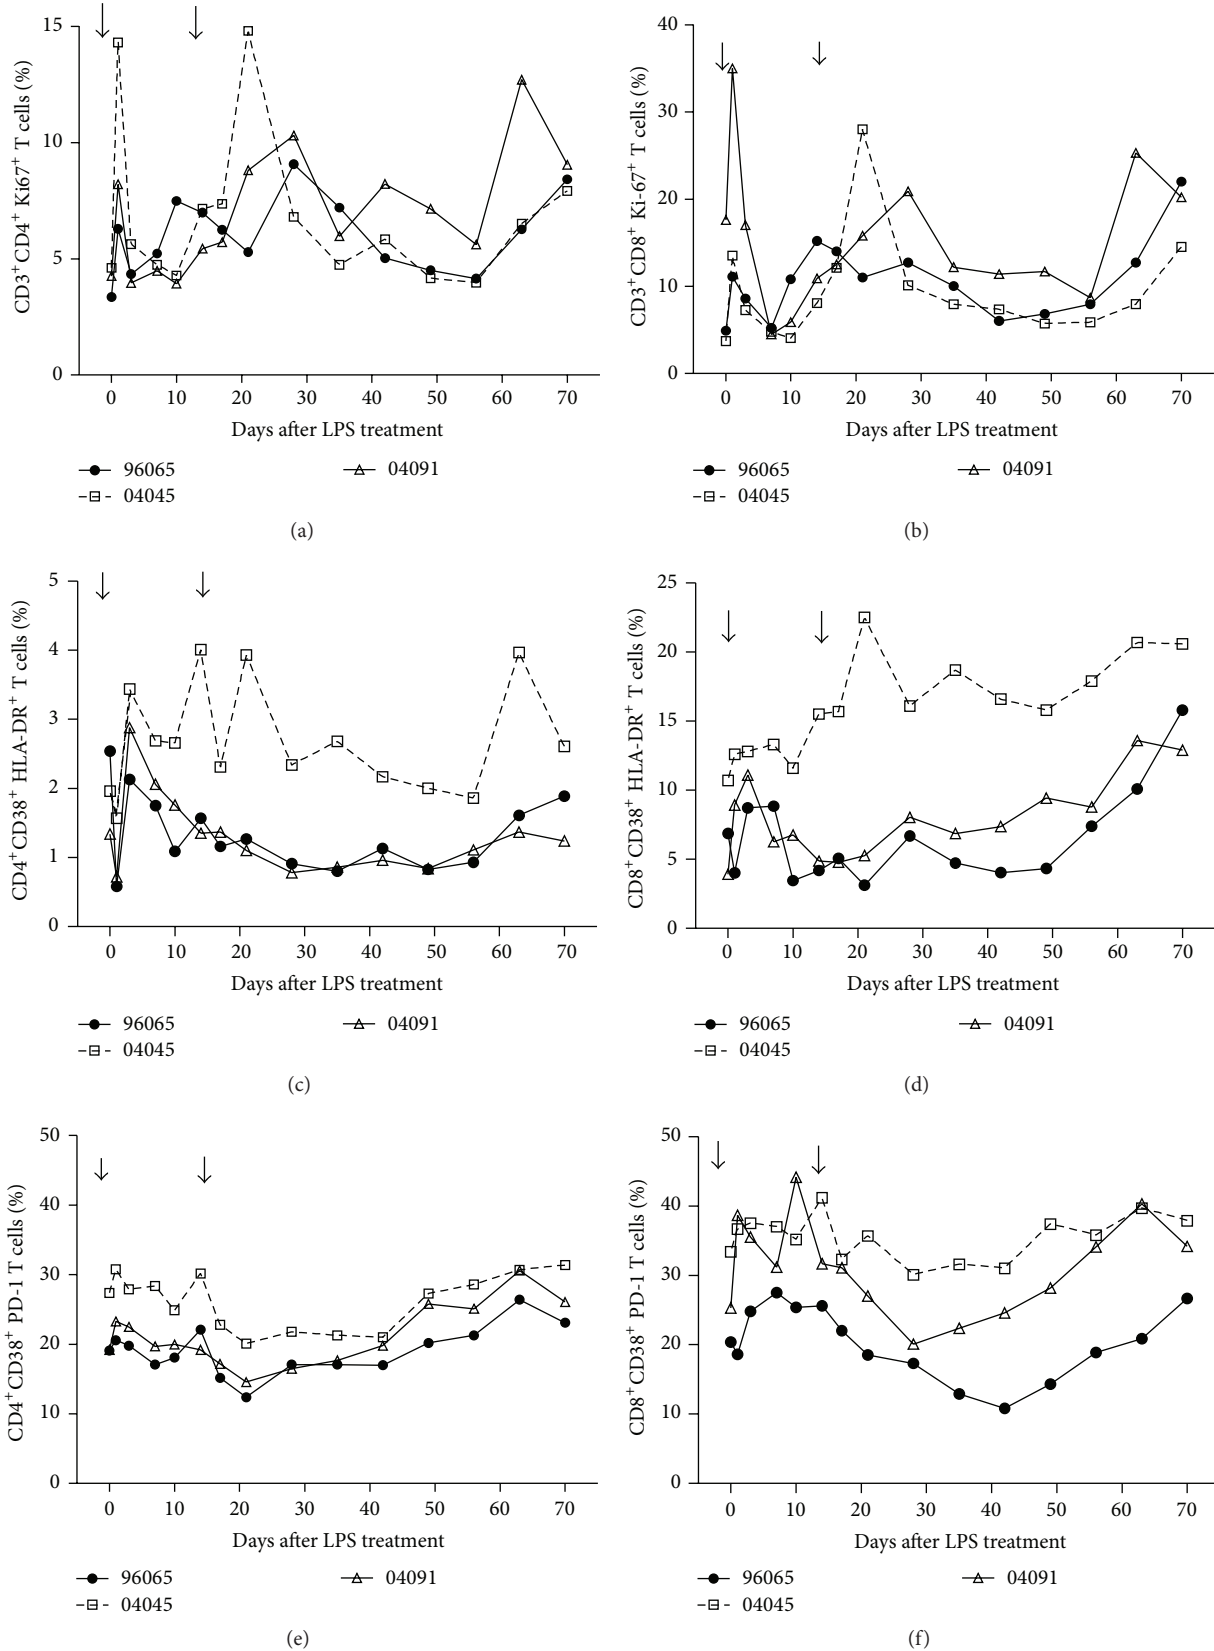 15
10
5
0
CD3+CD4+ Ki67+ T cells (%)
0 10 20 30 40 50 60 70
Days after LPS treatment
96065
04091
04045
(a)
40
30
20
10
0
CD3+CD8+ Ki-67+ T cells (%)
0 10 20 30 40 50 60 70
Days after LPS treatment
96065
04091
04045
(b)
5
4
3
2
1
0
CD4+CD38+ HLA-DR+ T cells (%)
0 10 20 30 40 50 60 70
Days after LPS treatment
96065
04091
04045
(c)
25
20
15
10
5
0
CD8+CD38+ HLA-DR+ T cells (%)
0 10 20 30 40 50 60 70
Days after LPS treatment
96065
04091
04045
(d)
50
40
30
20
10
0
CD4+CD38+ PD-1 T cells (%)
0 10 20 30 40 50 60 70
Days after LPS treatment
96065
04091
04045
(e)
50
40
30
20
10
0
CD8+CD38+ PD-1 T cells (%)
0 10 20 30 40 50 60 70
Days after LPS treatment
96065
04091
04045
(f)